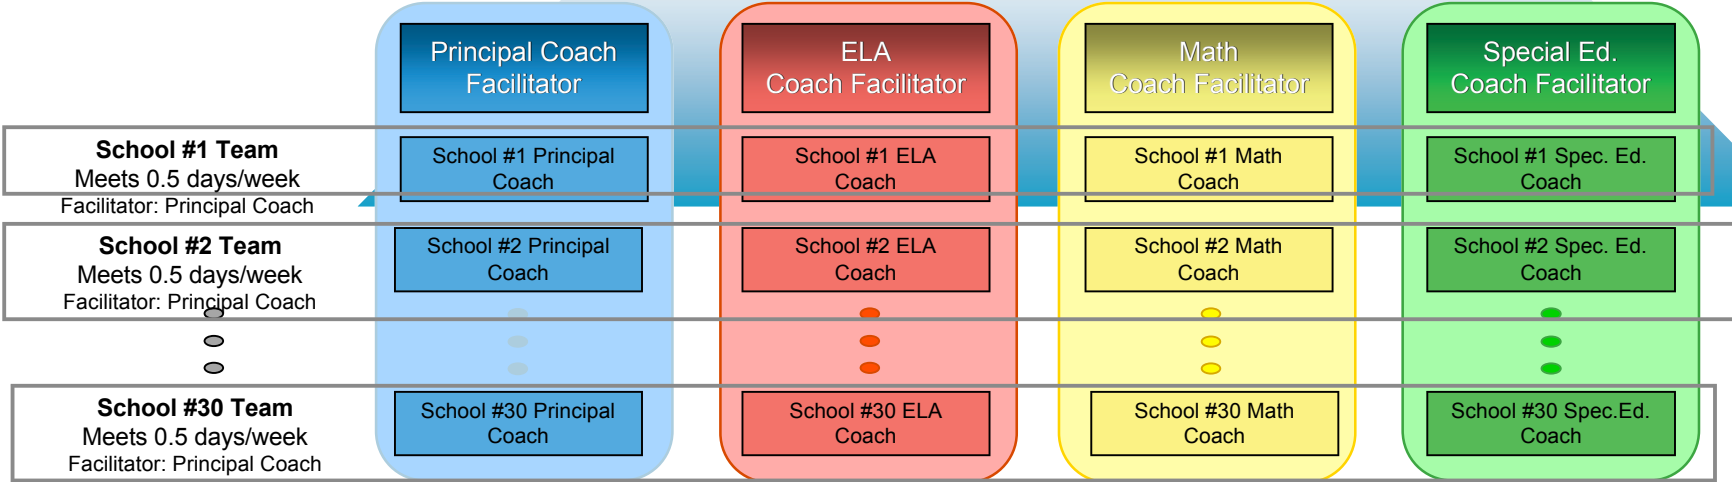 Principal Coach
Facilitator
ELA
Coach Facilitator
Math
Coach Facilitator
Special Ed.
Coach Facilitator
School #1 Team
Meets 0.5 days/week
Facilitator: Principal Coach
School #1 Principal
Coach
School #1 ELA
Coach
School #1 Math
Coach
School #1 Spec. Ed.
Coach
School #2 Team
Meets 0.5 days/week
Facilitator: Principal Coach
School #2 Principal
Coach
School #2 ELA
Coach
School #2 Math
Coach
School #2 Spec. Ed.
Coach
School #30 Team
Meets 0.5 days/week
Facilitator: Principal Coach
School #30 Principal
Coach
School #30 ELA
Coach
School #30 Math
Coach
School #30 Spec.Ed.
Coach